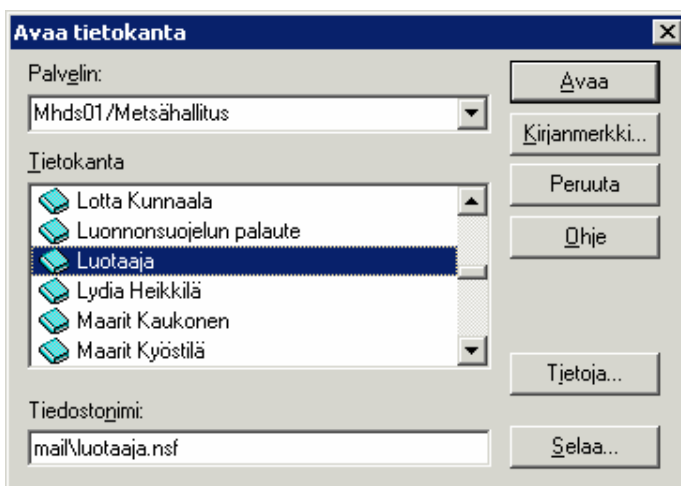 Avaa tietokanta
Palvelin:
Mhds01/Metsähallitus
Tietokanta
Lotta Kunnaala
Luonnonsuojelun palaute
Luotaaja
Lydia Heikkilä
Maarit Kaukonen
Maarit Kyöstilä
Tiedostonimi:
mail\luotaaja.nsf
Avaa
Kirjanmerkki...
Peruuta
Ohje
Tietoja...
Selaa...